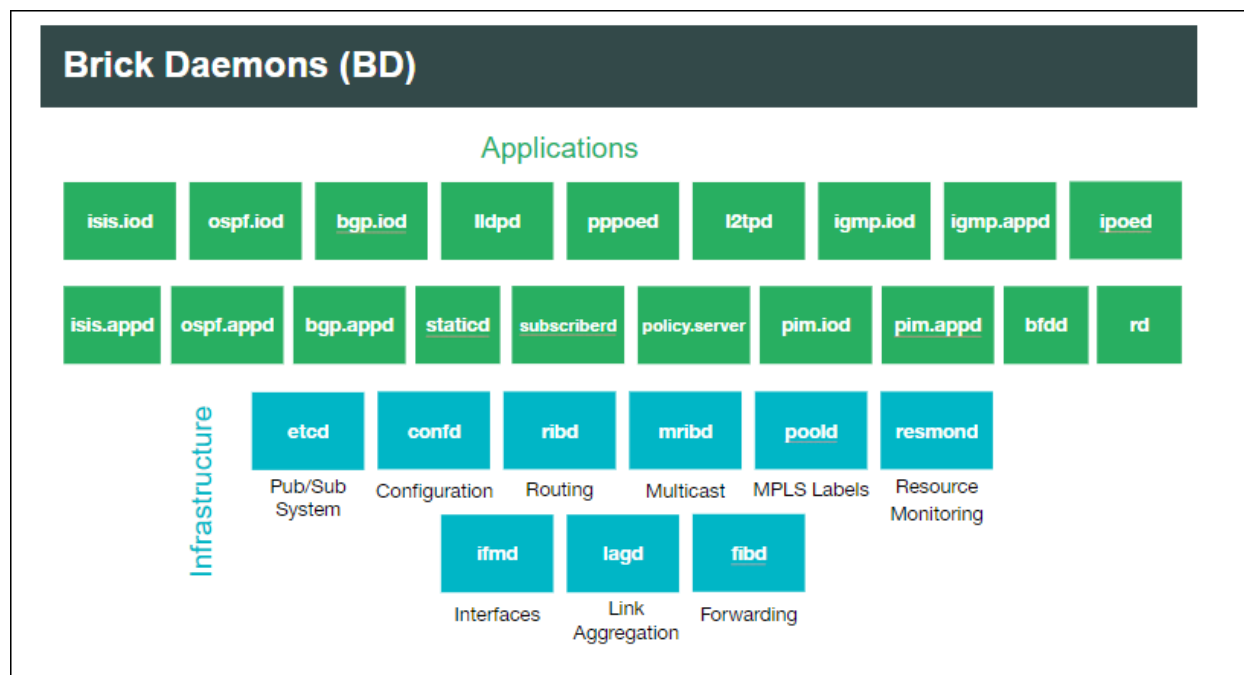 Brick Daemons (BD)
Applications
isis.iod ospf.iod bgp.iod lldpd pppoed l2tpd igmp.iod igmp.appd ipoed
isis.appd ospf.appd bgp.appd staticd subscriberd policy.server pim.iod pim.appd bfdd rd
Infrastructure
etcd confd ribd mribd poold resmond
Pub/Sub Configuration Routing Multicast MPLS Labels Resource
System Monitoring
ifmd lagd fibd
Interfaces Link Forwarding
Aggregation